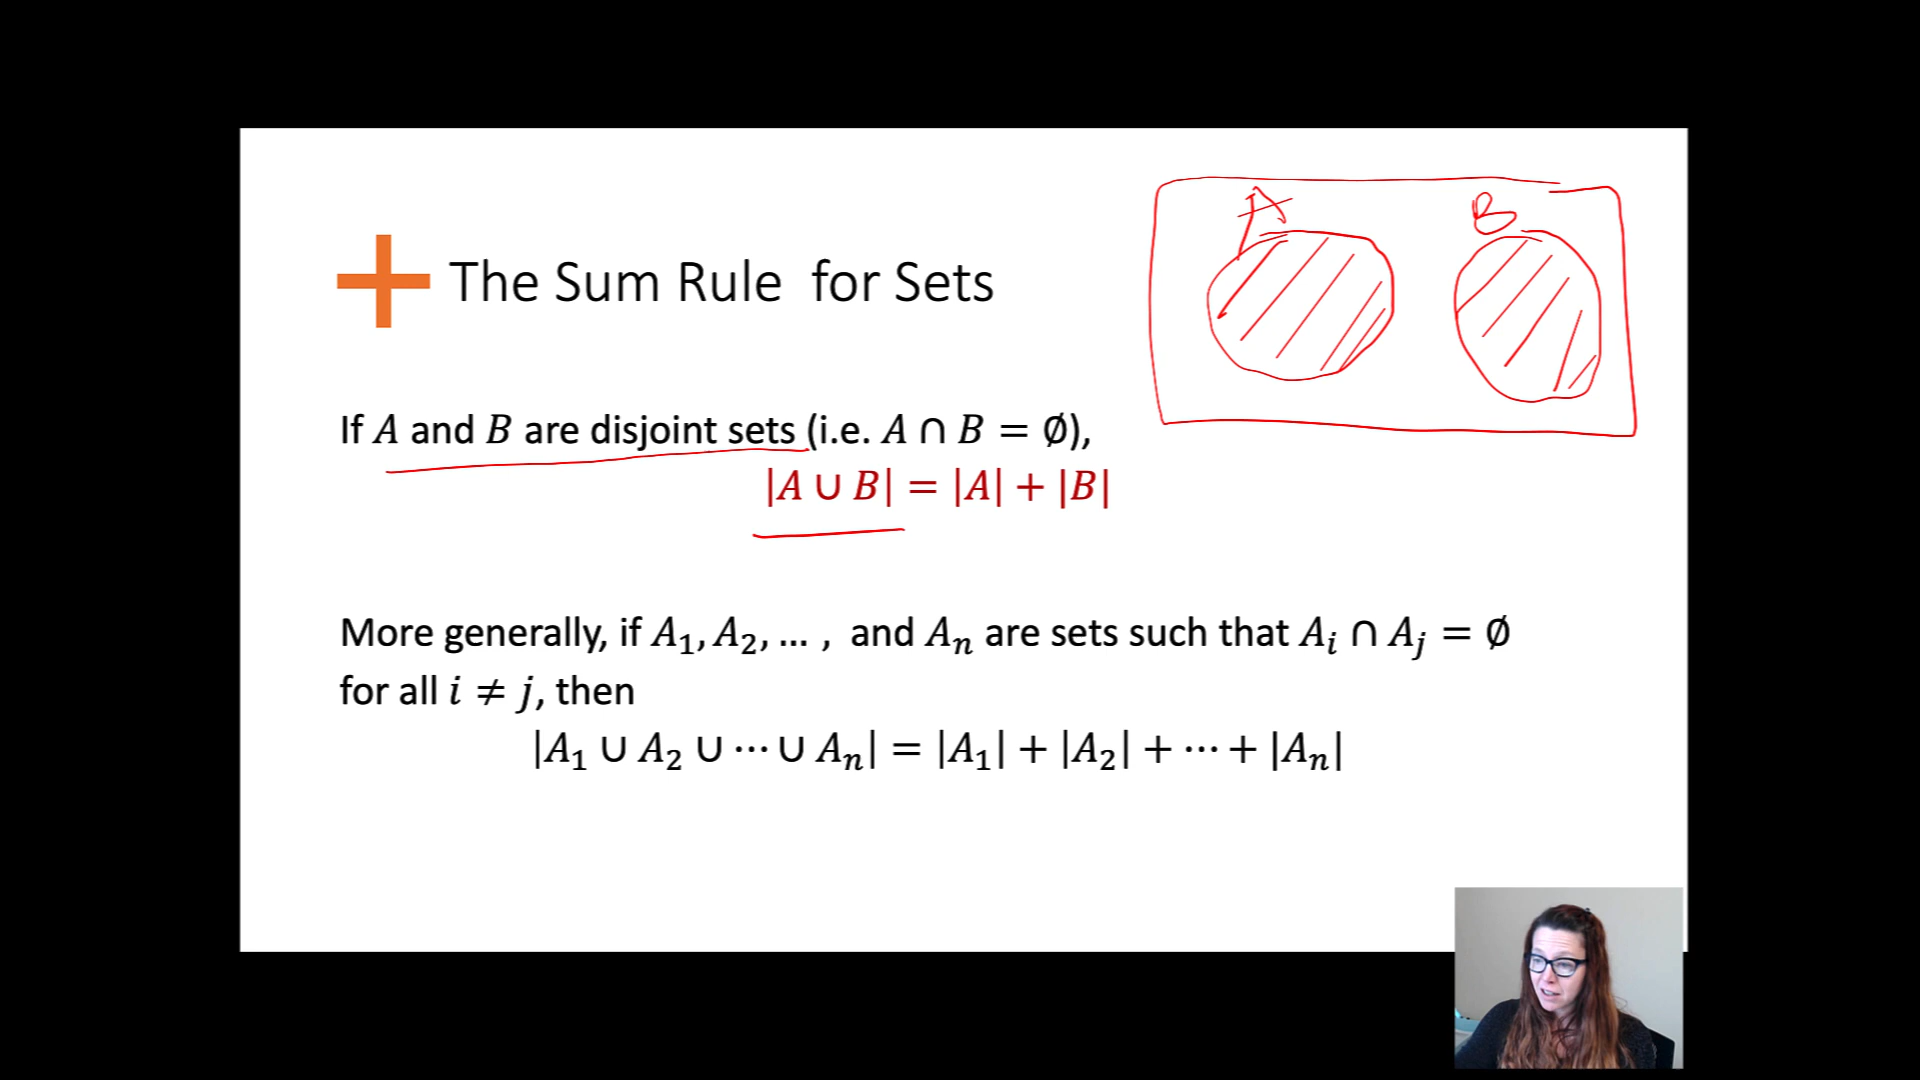 The Sum Rule for Sets
A
B
If A and B are disjoint sets (i.e. A ∩ B = ∅),
|A ∪ B| = |A| + |B|
More generally, if A₁, A₂, … , and Aₙ are sets such that Aᵢ ∩ Aⱼ = ∅
for all i ≠ j, then
|A₁ ∪ A₂ ∪ ⋯ ∪ Aₙ| = |A₁| + |A₂| + ⋯ + |Aₙ|